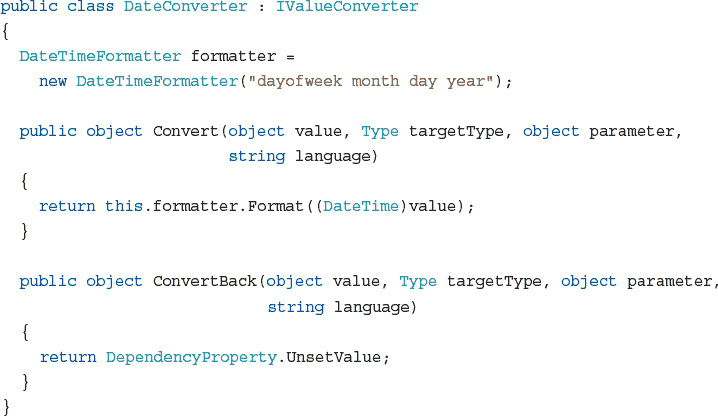 public class DateConverter : IValueConverter
{
  DateTimeFormatter formatter =
    new DateTimeFormatter("dayofweek month day year");

  public object Convert(object value, Type targetType, object parameter,
                        string language)
  {
    return this.formatter.Format((DateTime)value);
  }

  public object ConvertBack(object value, Type targetType, object parameter,
                            string language)
  {
    return DependencyProperty.UnsetValue;
  }
}